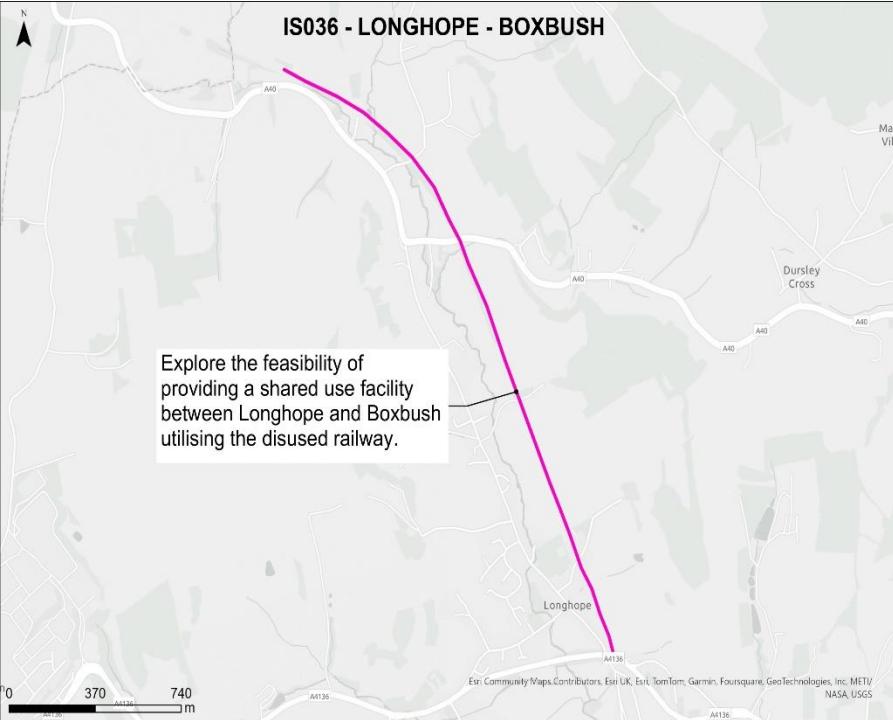 N
IS036 - LONGHOPE - BOXBUSH
A40
Dursley
Cross
A40
A40
A40
A40
Explore the feasibility of
providing a shared use facility
between Longhope and Boxbush
utilising the disused railway.
Longhope
A4136
Esri Community Maps Contributors, Esri UK, Esri, TomTom, Garmin, Foursquare, GeoTechnologies, Inc, METI/
NASA, USGS
0 370 740
m
A4136
A4136
A4136
A4136